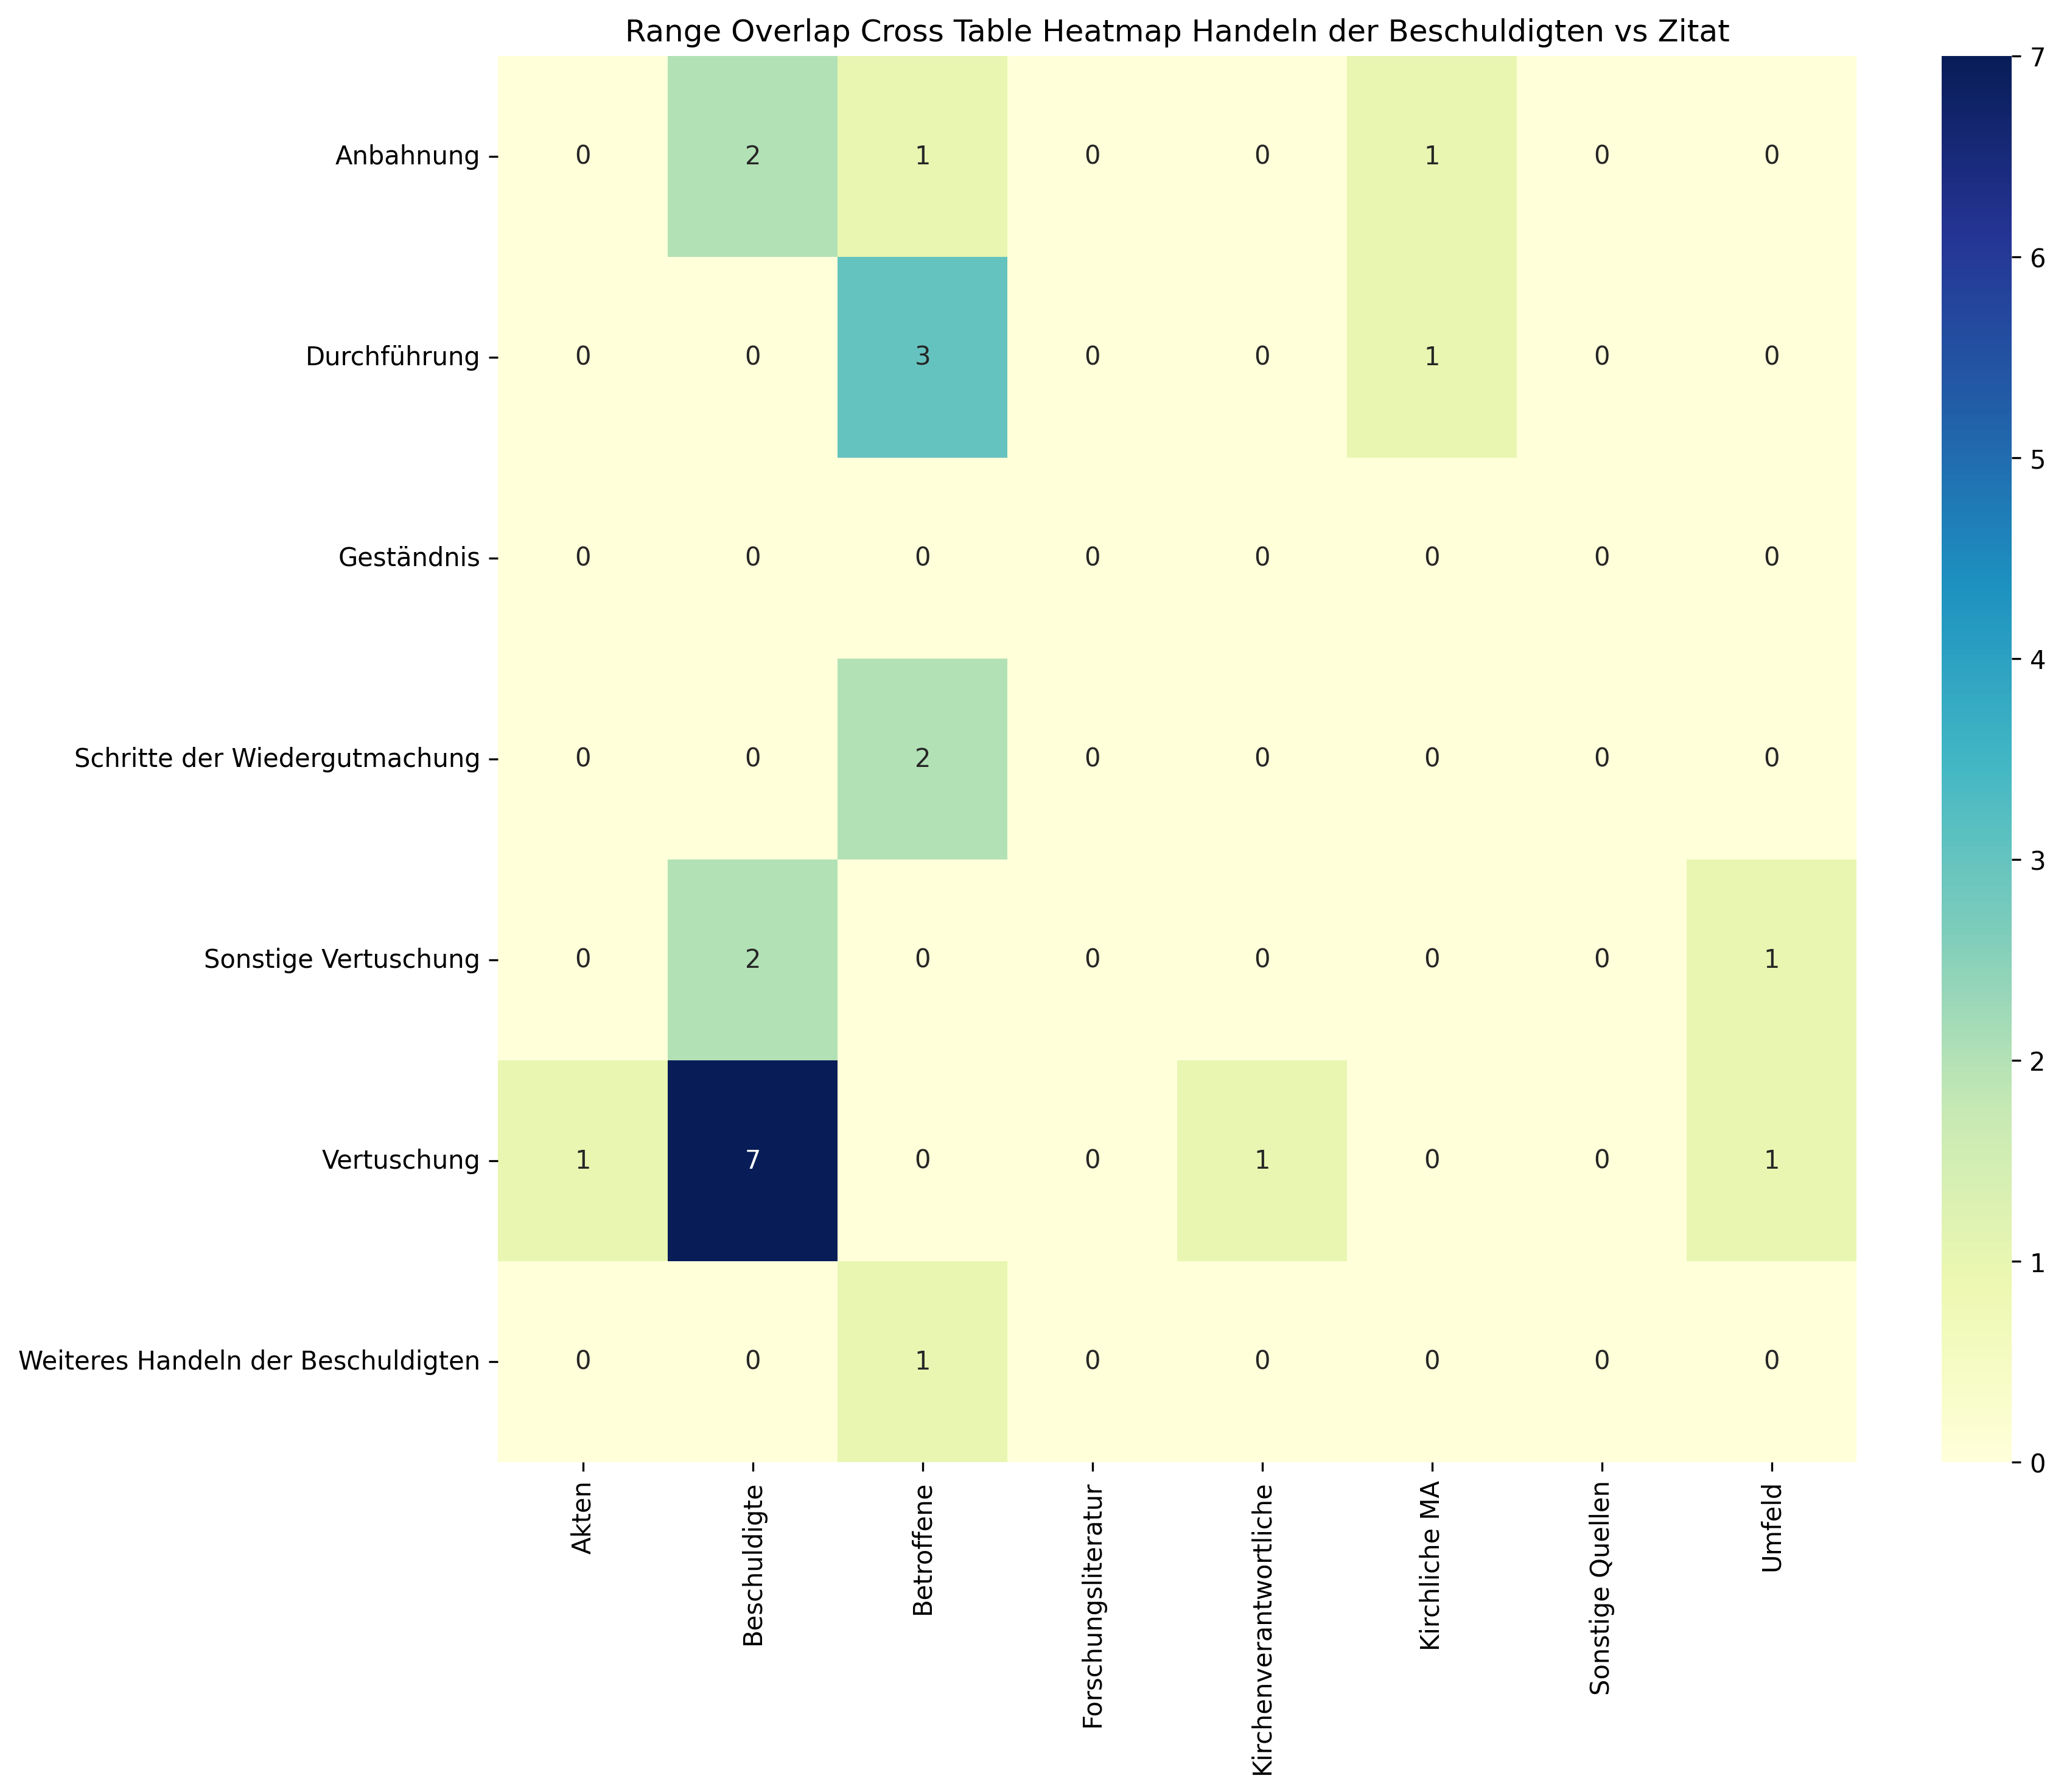 Range Overlap Cross Table Heatmap Handeln der Beschuldigten vs Zitat
Anbahnung 0 2 1 0 0 1 0 0
Durchführung 0 0 3 0 0 1 0 0
Geständnis 0 0 0 0 0 0 0 0
Schritte der Wiedergutmachung 0 0 2 0 0 0 0 0
Sonstige Vertuschung 0 2 0 0 0 0 0 1
Vertuschung 1 7 0 0 1 0 0 1
Weiteres Handeln der Beschuldigten 0 0 1 0 0 0 0 0
Akten
Beschuldigte
Betroffene
Forschungsliteratur
Kirchenverantwortliche
Kirchliche MA
Sonstige Quellen
Umfeld
7
6
5
4
3
2
1
0